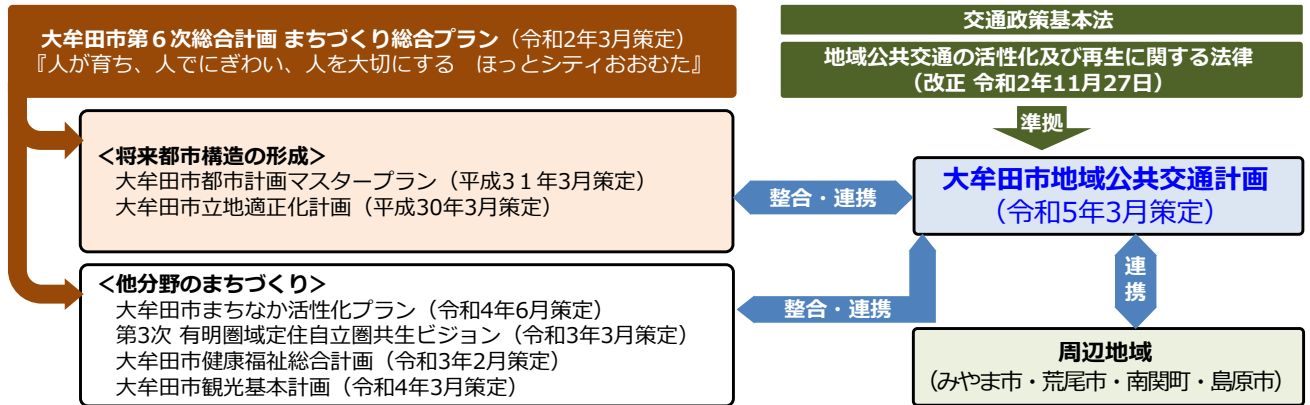 大牟田市第６次総合計画 まちづくり総合プラン（令和2年3月策定）
『人が育ち、人でにぎわい、人を大切にする　ほっとシティおおむた』
＜将来都市構造の形成＞
大牟田市都市計画マスタープラン（平成３１年3月策定）
大牟田市立地適正化計画（平成30年3月策定）
＜他分野のまちづくり＞
大牟田市まちなか活性化プラン（令和4年6月策定）
第3次 有明圏域定住自立圏共生ビジョン（令和3年3月策定）
大牟田市健康福祉総合計画（令和3年2月策定）
大牟田市観光基本計画（令和4年3月策定）
整合・連携
整合・連携
交通政策基本法
地域公共交通の活性化及び再生に関する法律
（改正 令和2年11月27日）
準拠
大牟田市地域公共交通計画
（令和5年3月策定）
連携
周辺地域
（みやま市・荒尾市・南関町・島原市）